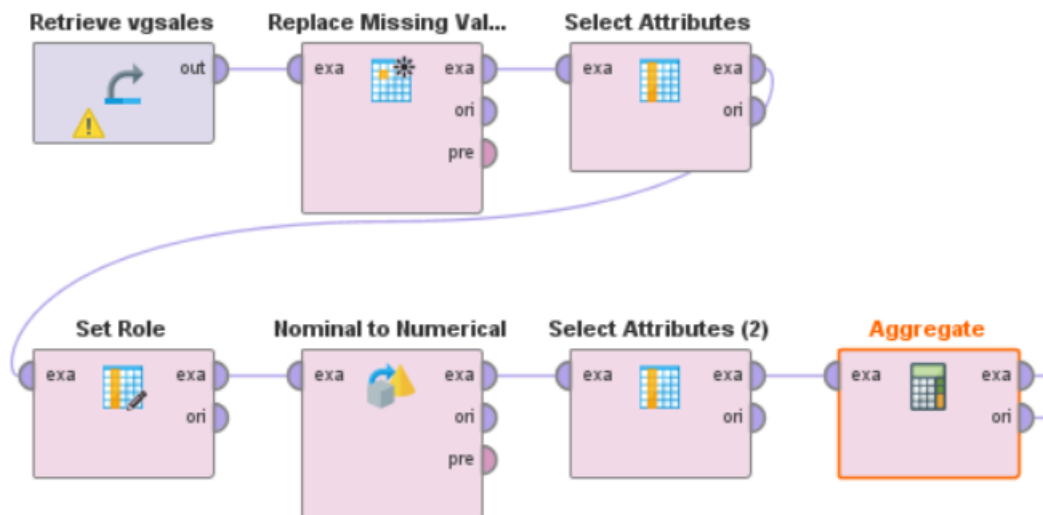 Retrieve vgsales
Replace Missing Val...
Select Attributes
out
exa
exa
exa
exa
ori
ori
pre
Set Role
Nominal to Numerical
Select Attributes (2)
Aggregate
exa
exa
exa
exa
exa
exa
exa
exa
ori
ori
ori
ori
pre